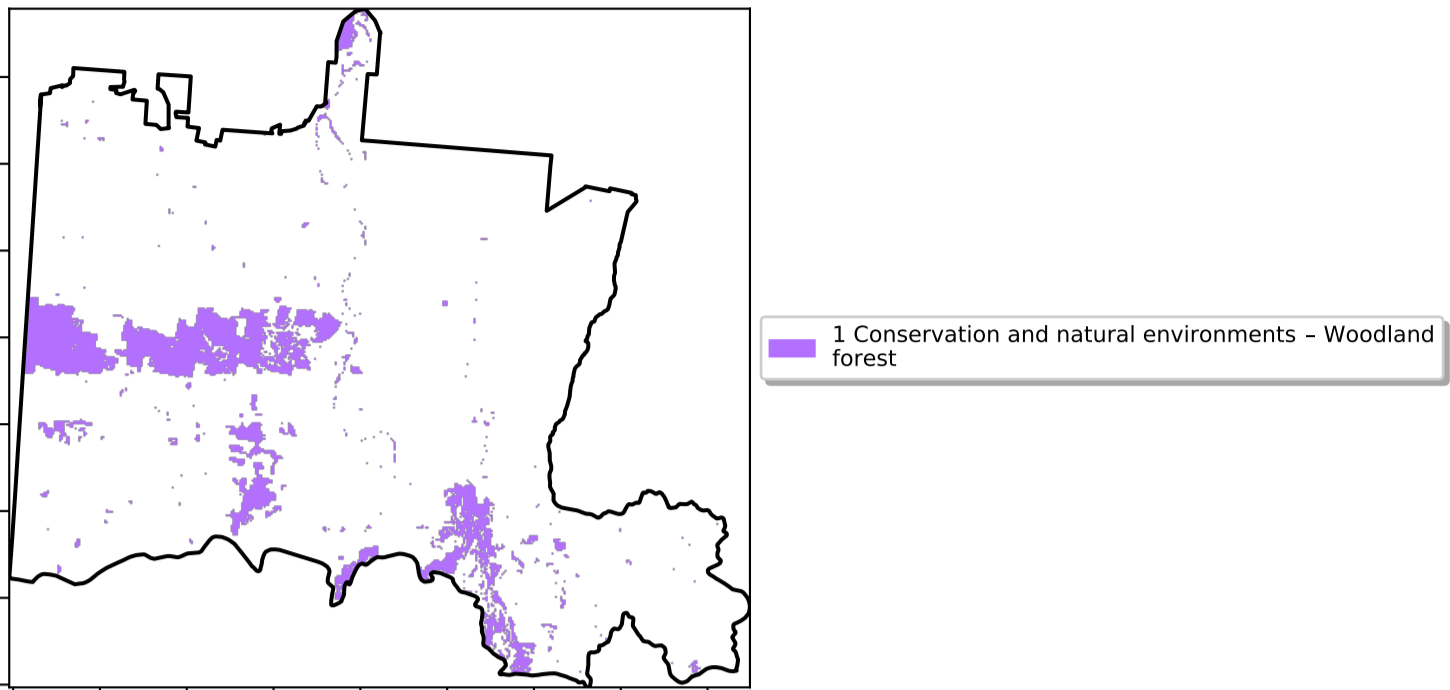 1 Conservation and natural environments – Woodland
forest